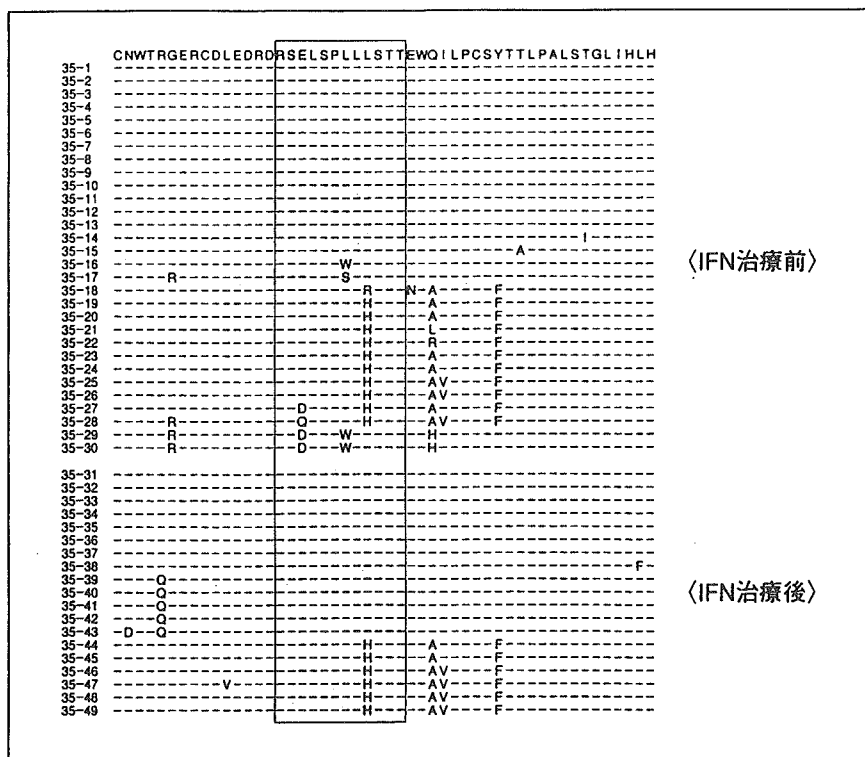 CNWTRGERCDLEDRDRSELSPLLLSTTEWQILPCSYTTLPALSTGLIHLH
35-1 --------------------------------------------------
35-2 --------------------------------------------------
35-3 --------------------------------------------------
35-4 --------------------------------------------------
35-5 --------------------------------------------------
35-6 --------------------------------------------------
35-7 --------------------------------------------------
35-8 --------------------------------------------------
35-9 --------------------------------------------------
35-10 --------------------------------------------------
35-11 --------------------------------------------------
35-12 --------------------------------------------------
35-13 --------------------------------------------------
35-14 -------------------------------------------I------
35-15 -------------------------------------A------------
35-16 ---------------------W----------------------------
35-17 -----R---------------S----------------------------
35-18 -----------------------R---N-A-----F--------------
35-19 -----------------------H-----A-----F--------------
35-20 -----------------------H-----A-----F--------------
35-21 -----------------------H-----L-----F--------------
35-22 -----------------------H-----R-----F--------------
35-23 -----------------------H-----A-----F--------------
35-24 -----------------------H-----A-----F--------------
35-25 -----------------------H-----AV----F--------------
35-26 -----------------------H-----AV----F--------------
35-27 -----------------D-----H-----A-----F--------------
35-28 -----R-----------Q-----H-----AV----F--------------
35-29 -----R-----------D---W-------H--------------------
35-30 -----R-----------D---W-------H--------------------
〈IFN治療前〉
35-31 --------------------------------------------------
35-32 --------------------------------------------------
35-33 --------------------------------------------------
35-34 --------------------------------------------------
35-35 --------------------------------------------------
35-36 --------------------------------------------------
35-37 --------------------------------------------------
35-38 ------------------------------------------------F-
35-39 ----Q---------------------------------------------
35-40 ----Q---------------------------------------------
35-41 ----Q---------------------------------------------
35-42 ----Q---------------------------------------------
35-43 -D--Q---------------------------------------------
35-44 -----------------------H-----A-----F--------------
35-45 -----------------------H-----A-----F--------------
35-46 -----------------------H-----AV----F--------------
35-47 ----------V------------H-----AV----F--------------
35-48 -----------------------H-----AV----F--------------
35-49 -----------------------H-----AV----F--------------
〈IFN治療後〉